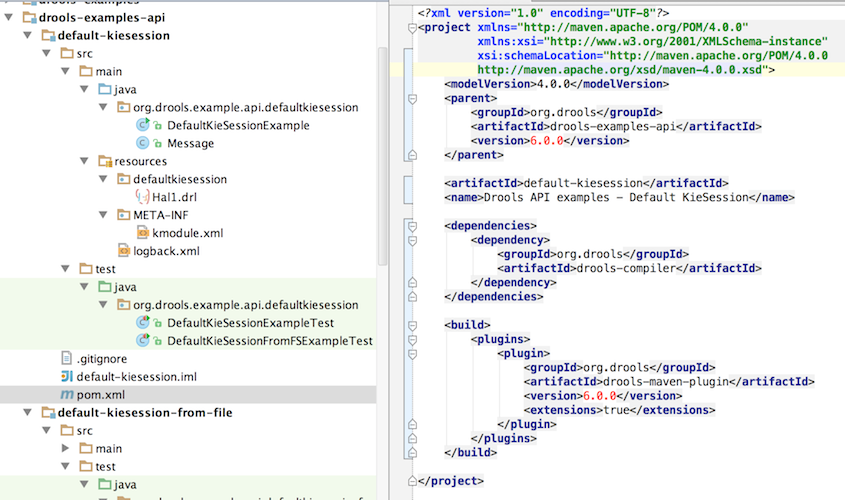 drools-examples
drools-examples-api
default-kiesession
src
main
java
org.drools.example.api.defaultkiesession
DefaultKieSessionExample
Message
resources
defaultkiesession
Hal1.drl
META-INF
kmodule.xml
logback.xml
test
java
org.drools.example.api.defaultkiesession
DefaultKieSessionExampleTest
DefaultKieSessionFromFSExampleTest
.gitignore
default-kiesession.iml
pom.xml
default-kiesession-from-file
src
main
test
java
<?xml version="1.0" encoding="UTF-8"?>
<project xmlns="http://maven.apache.org/POM/4.0.0"
xmlns:xsi="http://www.w3.org/2001/XMLSchema-instance"
xsi:schemaLocation="http://maven.apache.org/POM/4.0.0
http://maven.apache.org/xsd/maven-4.0.0.xsd">
<modelVersion>4.0.0</modelVersion>
<parent>
<groupId>org.drools</groupId>
<artifactId>drools-examples-api</artifactId>
<version>6.0.0</version>
</parent>
<artifactId>default-kiesession</artifactId>
<name>Drools API examples - Default KieSession</name>
<dependencies>
<dependency>
<groupId>org.drools</groupId>
<artifactId>drools-compiler</artifactId>
</dependency>
</dependencies>
<build>
<plugins>
<plugin>
<groupId>org.drools</groupId>
<artifactId>drools-maven-plugin</artifactId>
<version>6.0.0</version>
<extensions>true</extensions>
</plugin>
</plugins>
</build>
</project>